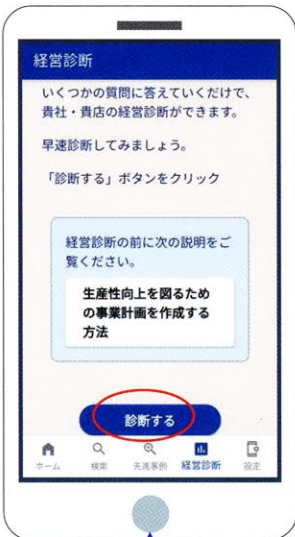 経営診断
いくつかの質問に答えていくだけで、
貴社・貴店の経営診断ができます。
早速診断してみましょう。
「診断する」ボタンをクリック
経営診断の前に次の説明をご
覧ください。
生産性向上を図るため
の事業計画を作成する
方法
診断する
ホーム 検索 先進事例 経営診断 設定